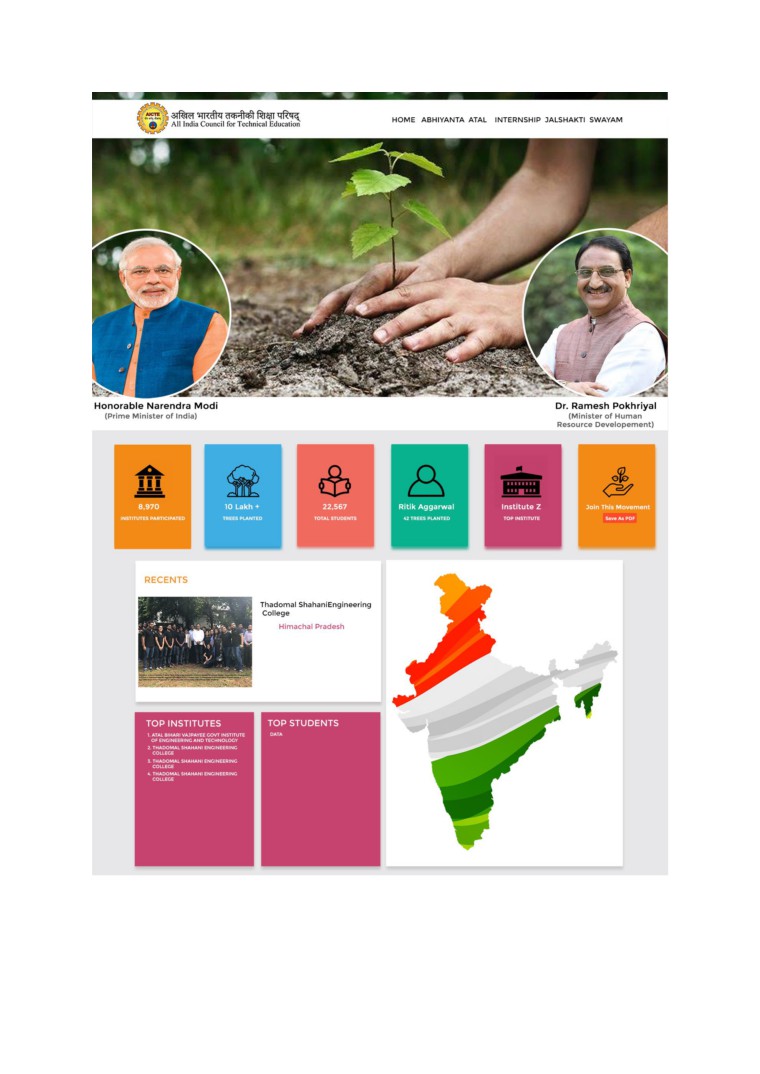 AICTE
अखिल भारतीय तकनीकी शिक्षा परिषद्
All India Council for Technical Education
HOME ABHIYANTA ATAL INTERNSHIP JALSHAKTI SWAYAM
Honorable Narendra Modi
(Prime Minister of India)
Dr. Ramesh Pokhriyal
(Minister of Human
Resource Developement)
8,970
INSTITUTES PARTICIPATED
10 Lakh +
TREES PLANTED
22,567
TOTAL STUDENTS
Ritik Aggarwal
42 TREES PLANTED
Institute Z
TOP INSTITUTE
Join This Movement
Save As PDF
RECENTS
Thadomal ShahaniEngineering
College
Himachal Pradesh
TOP INSTITUTES
1. ATAL BIHARI VAJPAYEE GOVT INSTITUTE
OF ENGINEERING AND TECHNOLOGY
2. THADOMAL SHAHANI ENGINEERING
COLLEGE
3. THADOMAL SHAHANI ENGINEERING
COLLEGE
4. THADOMAL SHAHANI ENGINEERING
COLLEGE
TOP STUDENTS
DATA